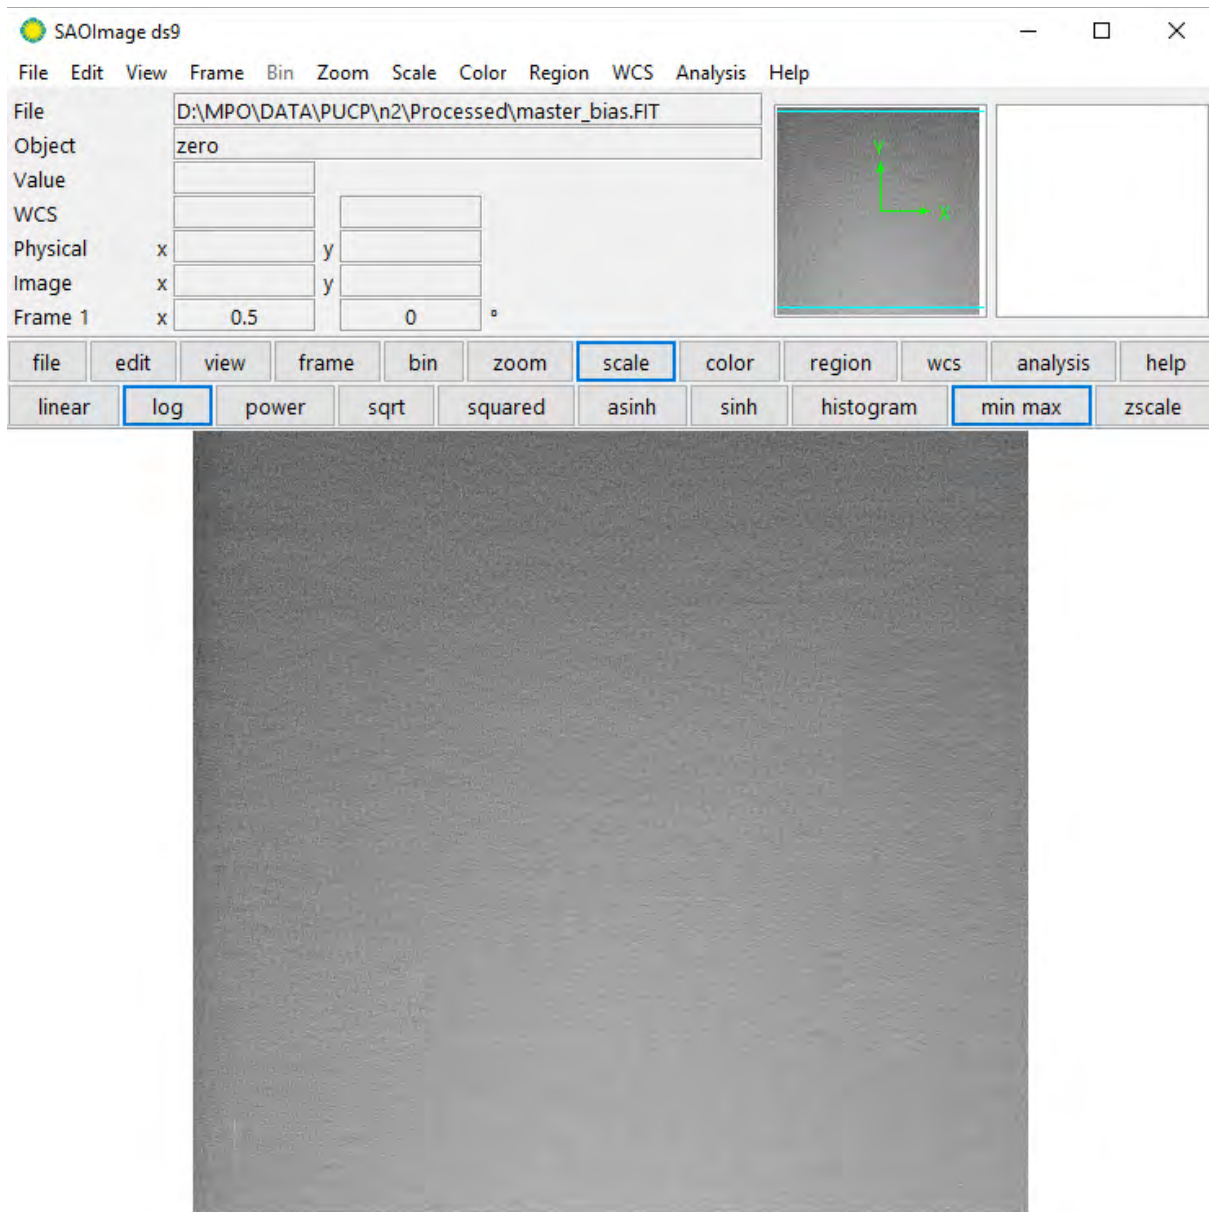 SAOImage ds9
File Edit View Frame Bin Zoom Scale Color Region WCS Analysis Help
File D:\MPO\DATA\PUCP\n2\Processed\master_bias.FIT
Object zero
Value
WCS
Physical x y
Image x y
Frame 1 x 0.5 0 °
Y
X
file edit view frame bin zoom scale color region wcs analysis help
linear log power sqrt squared asinh sinh histogram min max zscale